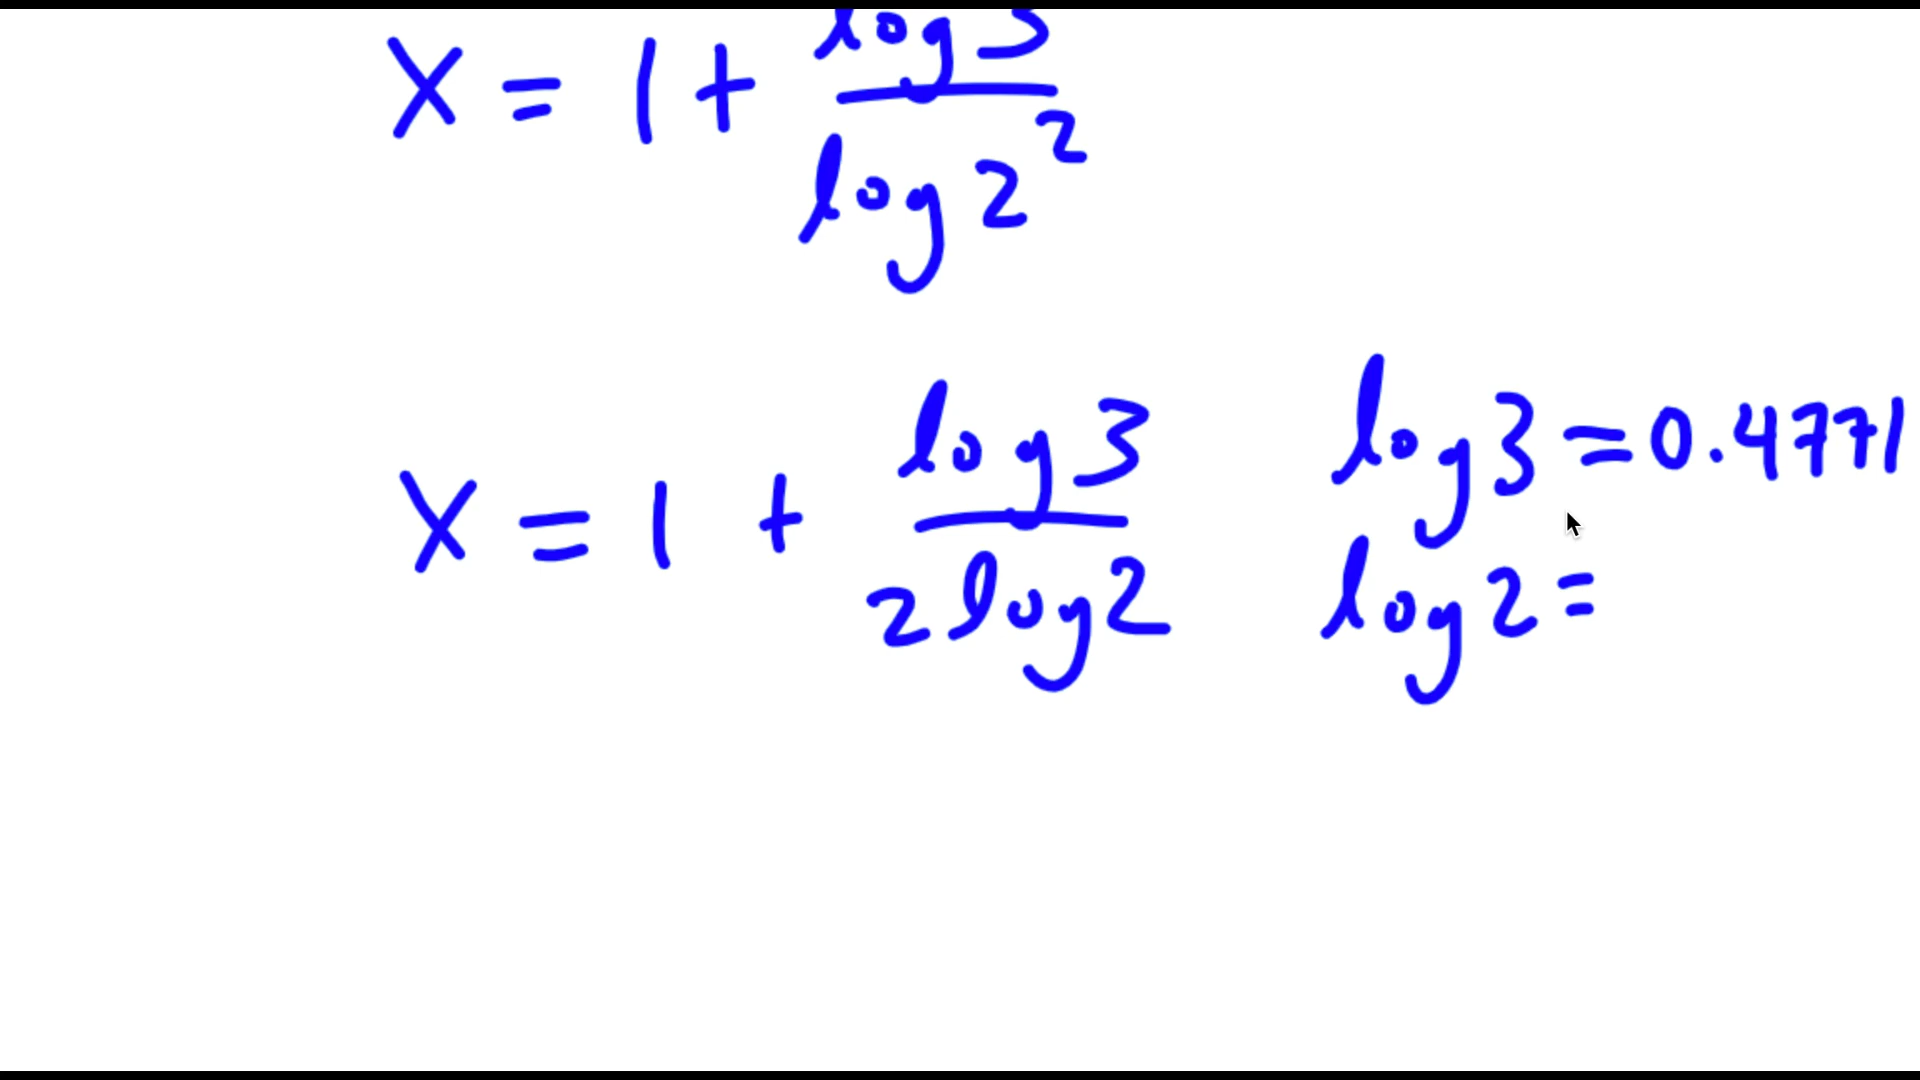 X = 1 + log 3 / log 2²
X = 1 + log 3 / 2 log 2
log 3 = 0.4771
log 2 =